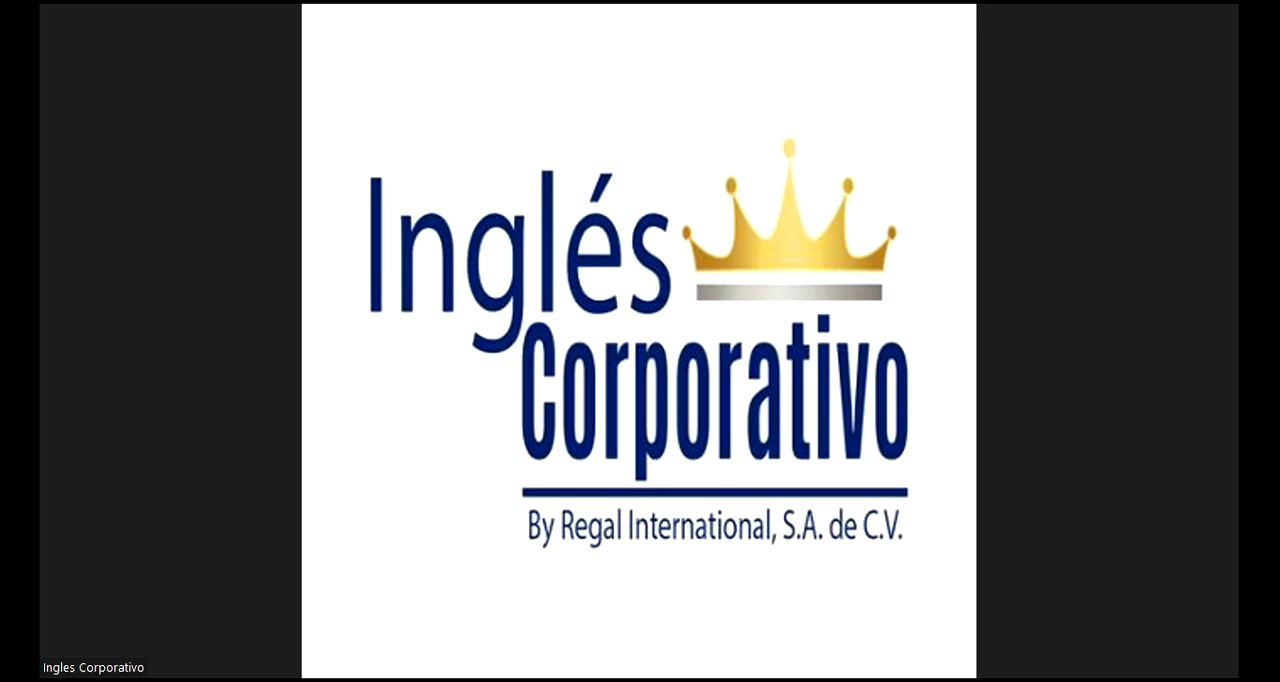 Inglés
Corporativo
By Regal International, S.A. de C.V.
Ingles Corporativo